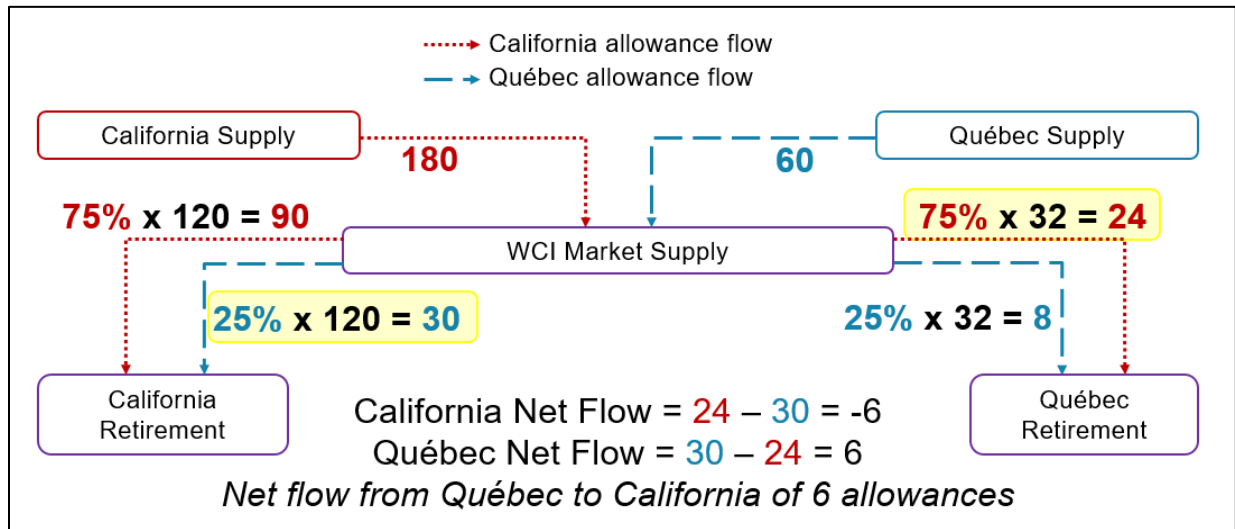 California allowance flow
Québec allowance flow
California Supply
Québec Supply
180
60
75% x 120 = 90
75% x 32 = 24
WCI Market Supply
25% x 120 = 30
25% x 32 = 8
California
Retirement
Québec
Retirement
California Net Flow = 24 – 30 = -6
Québec Net Flow = 30 – 24 = 6
Net flow from Québec to California of 6 allowances